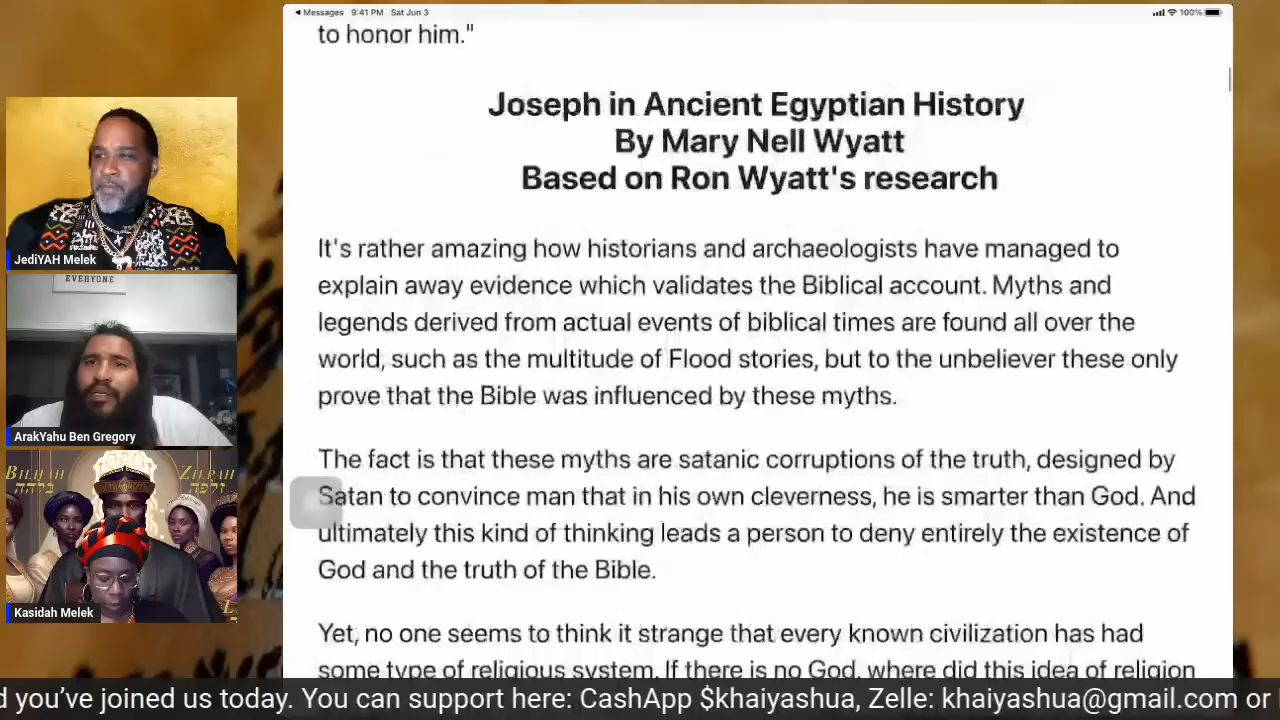 Messages 9:41 PM Sat Jun 3
100%
to honor him."
Joseph in Ancient Egyptian History
By Mary Nell Wyatt
Based on Ron Wyatt's research
It's rather amazing how historians and archaeologists have managed to
explain away evidence which validates the Biblical account. Myths and
legends derived from actual events of biblical times are found all over the
world, such as the multitude of Flood stories, but to the unbeliever these only
prove that the Bible was influenced by these myths.
The fact is that these myths are satanic corruptions of the truth, designed by
Satan to convince man that in his own cleverness, he is smarter than God. And
ultimately this kind of thinking leads a person to deny entirely the existence of
God and the truth of the Bible.
Yet, no one seems to think it strange that every known civilization has had
some type of religious system. If there is no God, where did this idea of religion
JediYAH Melek
EVERYONE
ArakYahu Ben Gregory
BILHAH
בלהה
ZILPAH
זלפה
Kasidah Melek
d you've joined us today. You can support here: CashApp $khaiyashua, Zelle: khaiyashua@gmail.com or